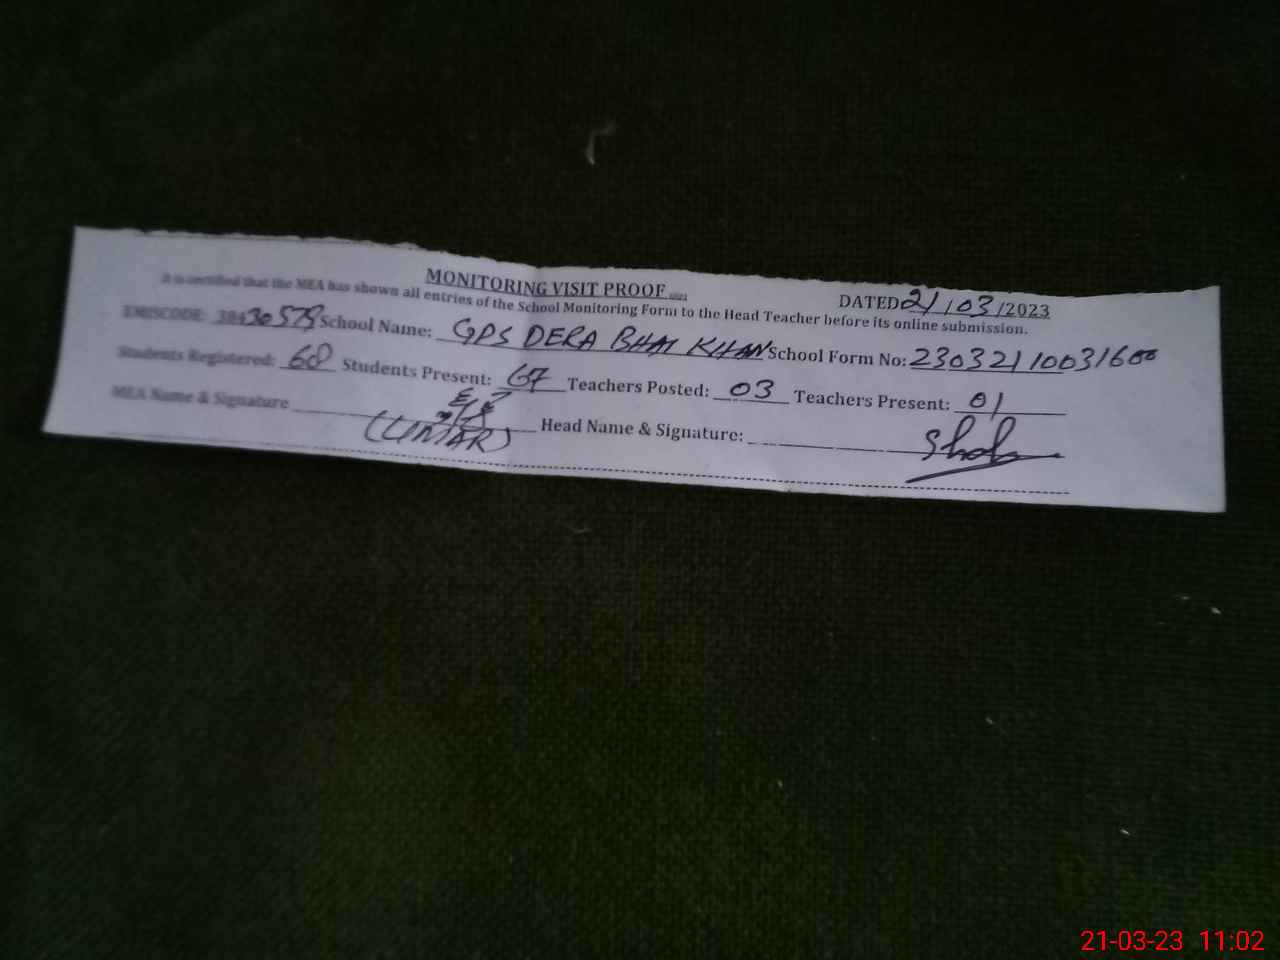 MONITORING VISIT PROOF
DATED 21/03/2023
It is certified that the MEA has shown all entries of the School Monitoring Form to the Head Teacher before its online submission.
EMISCODE: 38430579 School Name: GPS DERA BHAI KHAN School Form No: 23032110031600
Students Registered: 68 Students Present: 67 Teachers Posted: 03 Teachers Present: 01
MEA Name & Signature (UMAR) Head Name & Signature:
21-03-23 11:02